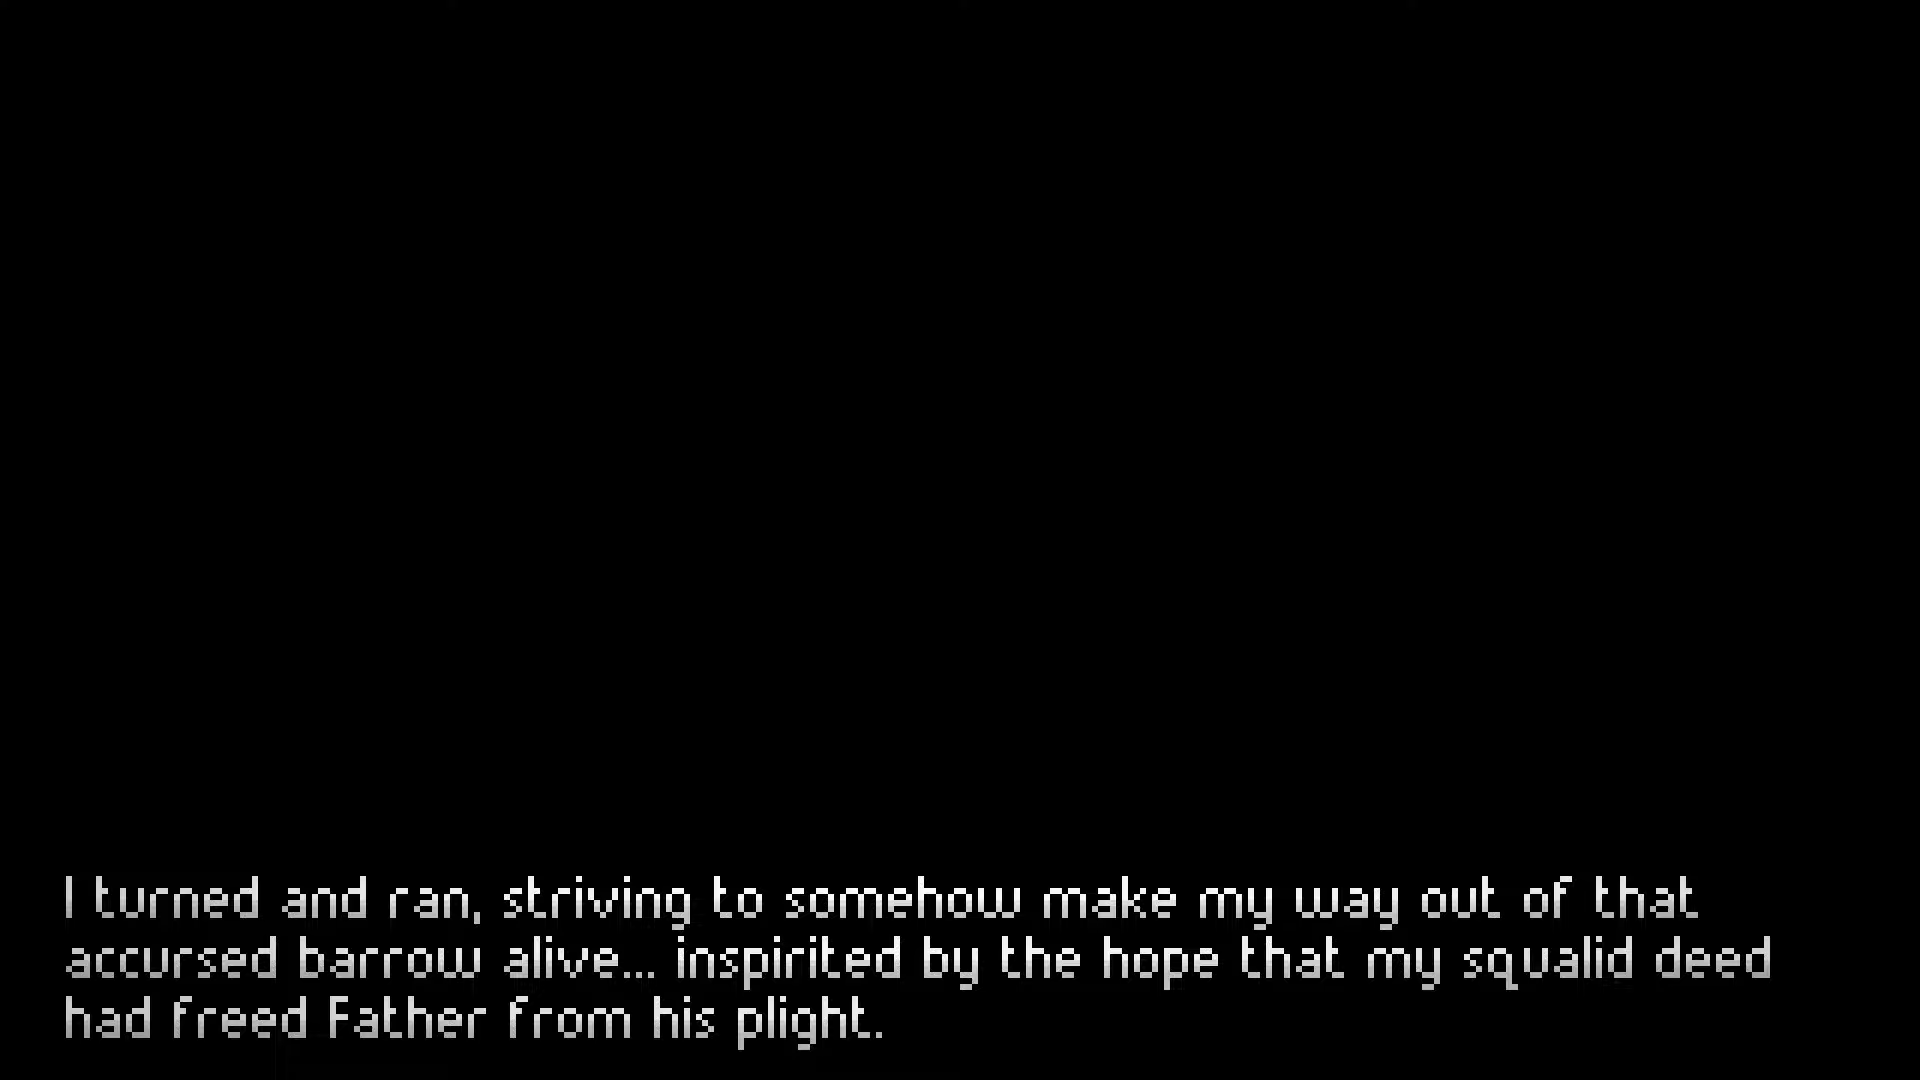 I turned and ran, striving to somehow make my way out of that
accursed barrow alive... inspirited by the hope that my squalid deed
had freed Father from his plight.